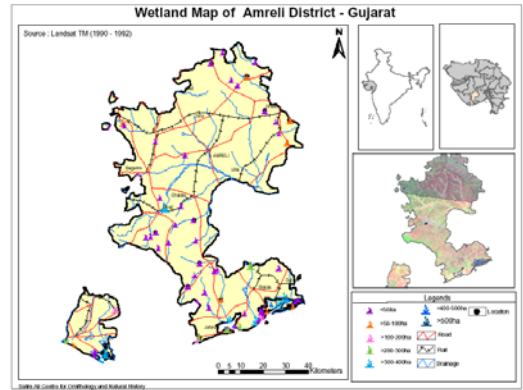 Wetland Map of Amreli District - Gujarat
Source : Landsat TM (1990 - 1992)
N
AMRELI
0 5 10 20 30 40
Kilometers
Legends
<50ha
>50-100ha
>100-200ha
>200-300ha
>300-400ha
>400-500ha
>500ha
Road
Rail
Drainage
Location
Salim Ali Centre for Ornithology and Natural History